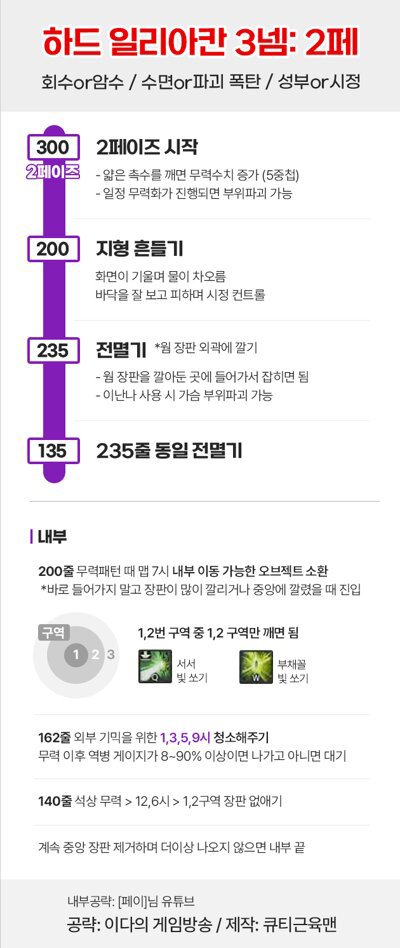 하드 일리아칸 3넴: 2페
회수or암수 / 수면or파괴 폭탄 / 성부or시정
300
2페이즈
2페이즈 시작
- 얇은 촉수를 깨면 무력수치 증가 (5중첩)
- 일정 무력화가 진행되면 부위파괴 가능
200
지형 흔들기
화면이 기울며 물이 차오름
바닥을 잘 보고 피하며 시정 컨트롤
235
전멸기 *웜 장판 외곽에 깔기
- 웜 장판을 깔아둔 곳에 들어가서 잡히면 됨
- 이난나 사용 시 가슴 부위파괴 가능
135
235줄 동일 전멸기
내부
200줄 무력패턴 때 맵 7시 내부 이동 가능한 오브젝트 소환
*바로 들어가지 말고 장판이 많이 깔리거나 중앙에 깔렸을 때 진입
구역
1 2 3
1,2번 구역 중 1,2 구역만 깨면 됨
Q
서서
빛 쏘기
W
부채꼴
빛 쏘기
162줄 외부 기믹을 위한 1,3,5,9시 청소해주기
무력 이후 역병 게이지가 8~90% 이상이면 나가고 아니면 대기
140줄 석상 무력 > 12,6시 > 1,2구역 장판 없애기
계속 중앙 장판 제거하며 더이상 나오지 않으면 내부 끝
내부공략: [페이]님 유튜브
공략: 이다의 게임방송 / 제작: 큐티근육맨